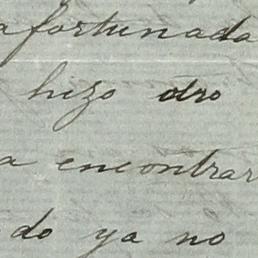 afortunada
hizo otro
a encontrar
do ya no